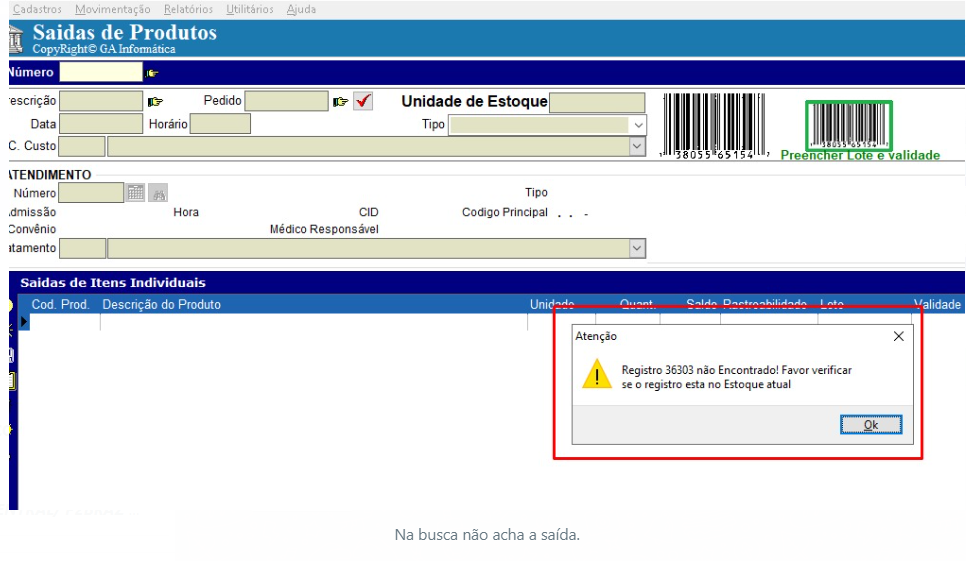 Cadastros Movimentação Relatórios Utilitários Ajuda
Saidas de Produtos
CopyRight© GA Informática
Número
rescrição Pedido Unidade de Estoque
Data Horário Tipo
C. Custo
7 38055 65154 7
38055 65154
Preencher Lote e validade
ATENDIMENTO
Número Tipo
dmissão Hora CID Codigo Principal . . -
Convênio Médico Responsável
ratamento
Saidas de Itens Individuais
Cod. Prod. Descrição do Produto Unidade Quant. Saldo Rastreabilidade Lote Validade
Atenção
Registro 36303 não Encontrado! Favor verificar
se o registro esta no Estoque atual
Ok
Na busca não acha a saída.